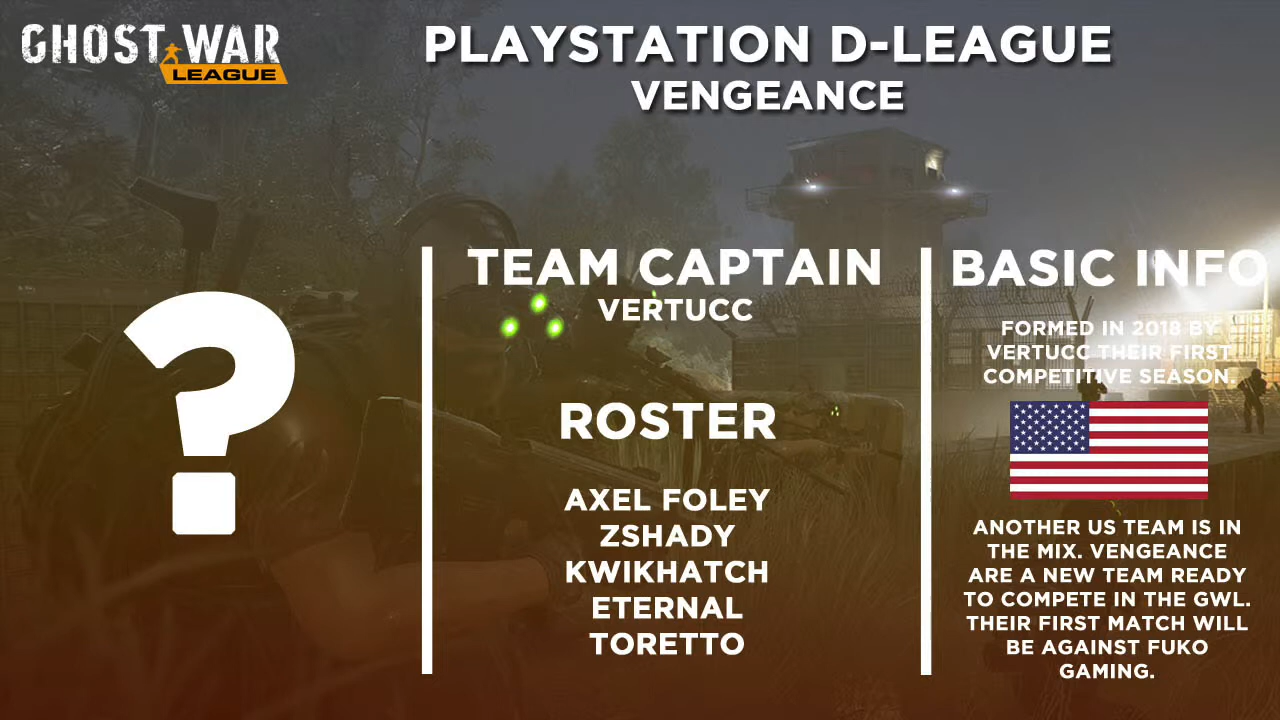 GHOST WAR
LEAGUE
PLAYSTATION D-LEAGUE
VENGEANCE
TEAM CAPTAIN
VERTUCC
ROSTER
AXEL FOLEY
ZSHADY
KWIKHATCH
ETERNAL
TORETTO
BASIC INFO
FORMED IN 2018 BY
VERTUCC THEIR FIRST
COMPETITIVE SEASON.
ANOTHER US TEAM IS IN
THE MIX. VENGEANCE
ARE A NEW TEAM READY
TO COMPETE IN THE GWL.
THEIR FIRST MATCH WILL
BE AGAINST FUKO
GAMING.
?